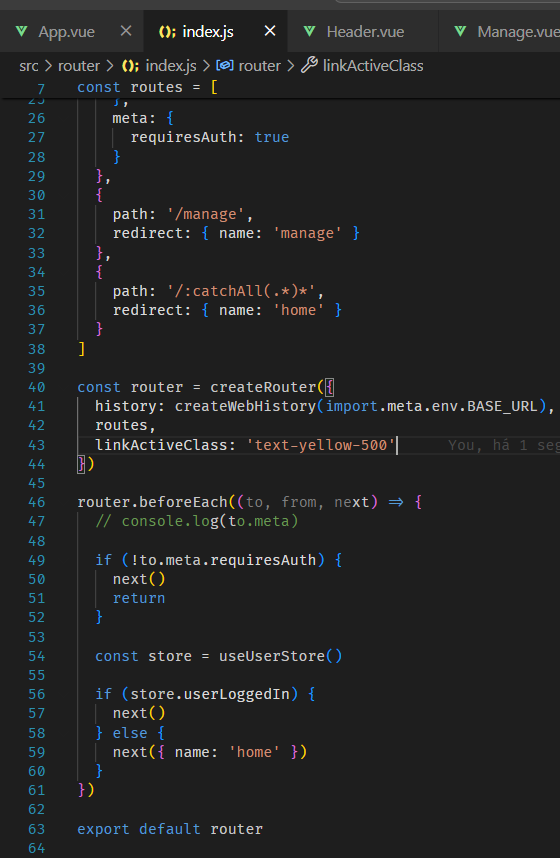 App.vue index.js Header.vue Manage.vue
src > router > index.js > router > linkActiveClass
7 const routes = [
25 },
26 meta: {
27 requiresAuth: true
28 }
29 },
30 {
31 path: '/manage',
32 redirect: { name: 'manage' }
33 },
34 {
35 path: '/:catchAll(.*)*',
36 redirect: { name: 'home' }
37 }
38 ]
39
40 const router = createRouter({
41 history: createWebHistory(import.meta.env.BASE_URL),
42 routes,
43 linkActiveClass: 'text-yellow-500' You, há 1 seg
44 })
45
46 router.beforeEach((to, from, next) => {
47 // console.log(to.meta)
48
49 if (!to.meta.requiresAuth) {
50 next()
51 return
52 }
53
54 const store = useUserStore()
55
56 if (store.userLoggedIn) {
57 next()
58 } else {
59 next({ name: 'home' })
60 }
61 })
62
63 export default router
64